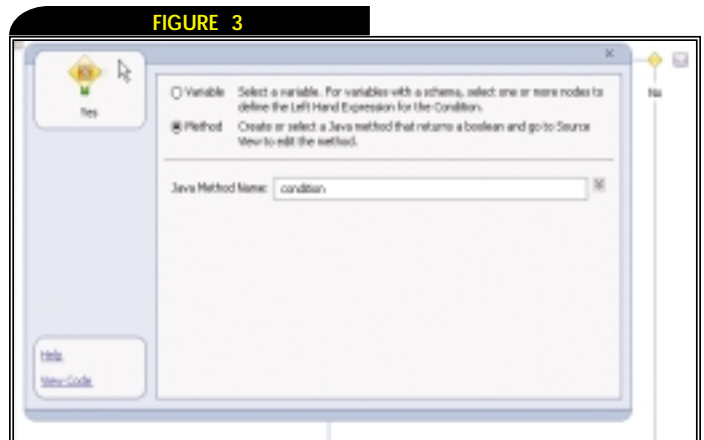 FIGURE 3
Yes
Variable Select a variable. For variables with a schema, select one or more nodes to
define the Left Hand Expression for the Condition.
Method Create or select a Java method that returns a boolean and go to Source
View to edit the method.
No
Java Method Name: condition
Help
View Code